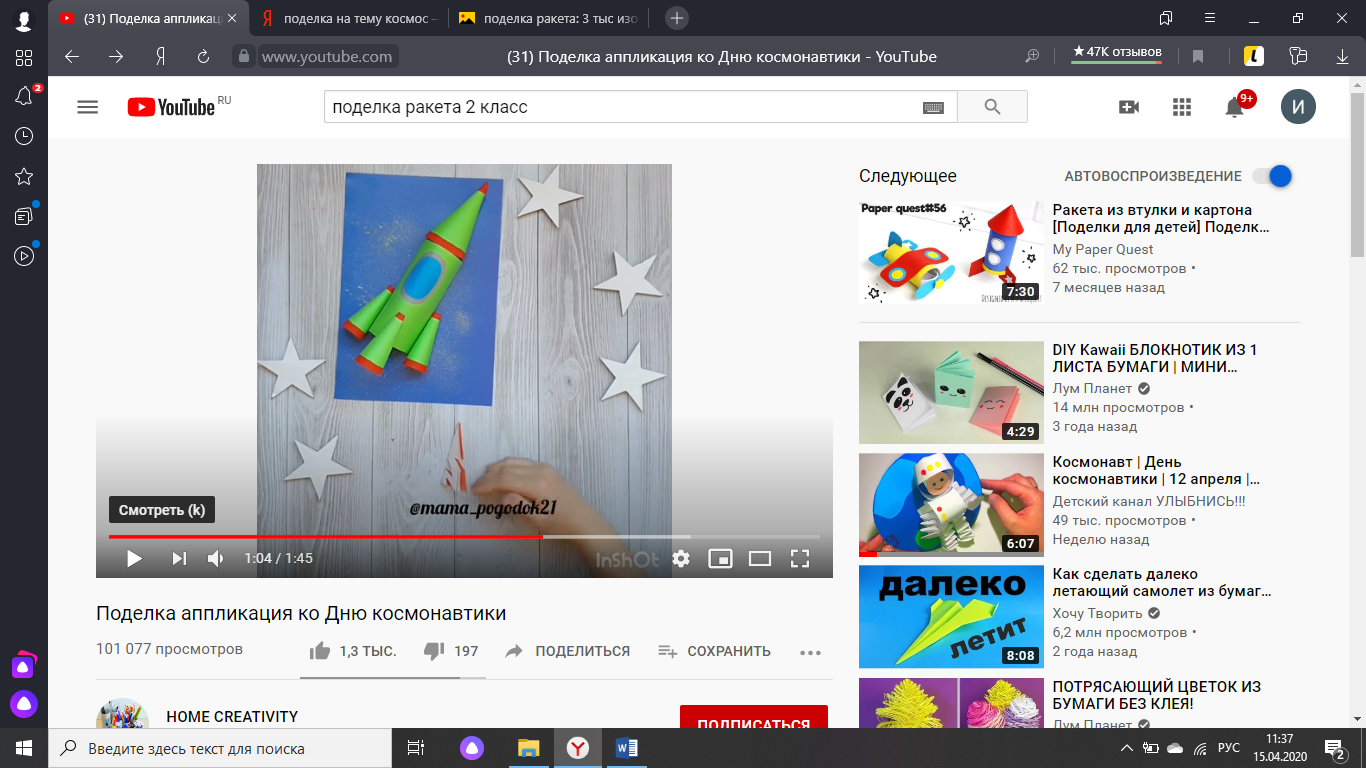 (31) Поделка аппликаци
поделка на тему космос –
поделка ракета: 3 тыс изо
www.youtube.com
(31) Поделка аппликация ко Дню космонавтики - YouTube
★47K отзывов
2
YouTube RU
поделка ракета 2 класс
9+
И
@mama_pogodok21
Смотреть (k)
1:04 / 1:45
InShOt
Поделка аппликация ко Дню космонавтики
101 077 просмотров
1,3 ТЫС.
197
ПОДЕЛИТЬСЯ
СОХРАНИТЬ
HOME CREATIVITY
ПОДПИСАТЬСЯ
Следующее
АВТОВОСПРОИЗВЕДЕНИЕ
Paper quest#56
7:30
Ракета из втулки и картона
[Поделки для детей] Поделк...
My Paper Quest
62 тыс. просмотров •
7 месяцев назад
4:29
DIY Kawaii БЛОКНОТИК ИЗ 1
ЛИСТА БУМАГИ | МИНИ...
Лум Планет
14 млн просмотров •
3 года назад
6:07
Космонавт | День
космонавтики | 12 апреля |...
Детский канал УЛЫБНИСЬ!!!
49 тыс. просмотров •
Неделю назад
далеко
летит
8:08
Как сделать далеко
летающий самолет из бумаг...
Хочу Творить
6,2 млн просмотров •
2 года назад
ПОТРЯСАЮЩИЙ ЦВЕТОК ИЗ
БУМАГИ БЕЗ КЛЕЯ!
Лум Планет
Введите здесь текст для поиска
РУС
11:37
15.04.2020
2